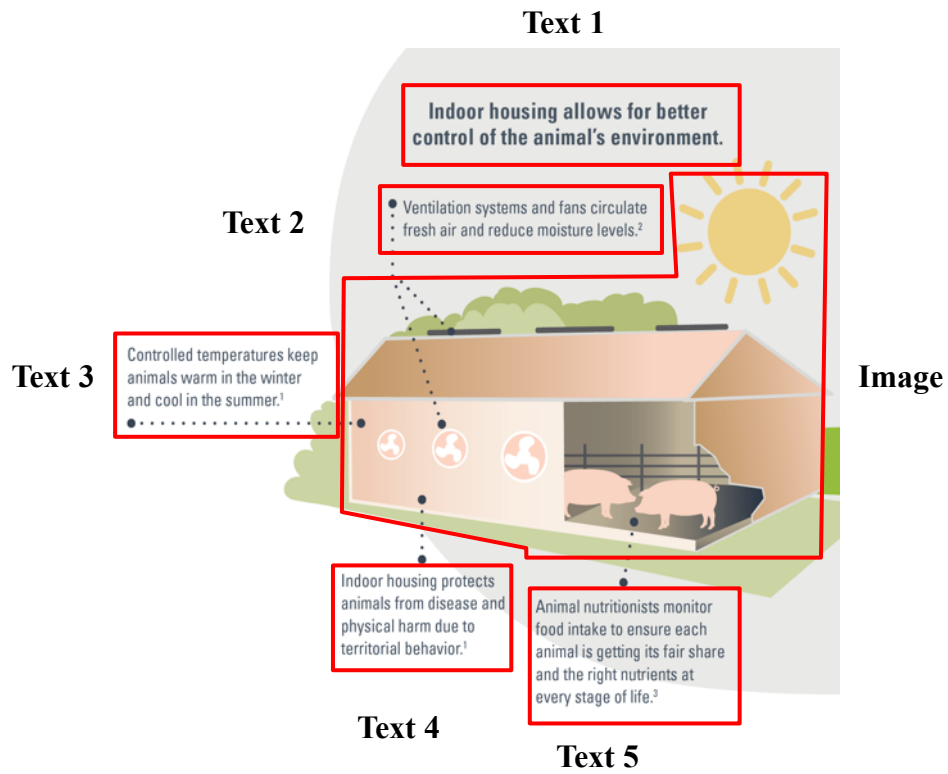 Text 1
Indoor housing allows for better
control of the animal's environment.
Text 2
Ventilation systems and fans circulate
fresh air and reduce moisture levels.²
Text 3
Controlled temperatures keep
animals warm in the winter
and cool in the summer.¹
Image
Indoor housing protects
animals from disease and
physical harm due to
territorial behavior.¹
Text 4
Animal nutritionists monitor
food intake to ensure each
animal is getting its fair share
and the right nutrients at
every stage of life.³
Text 5